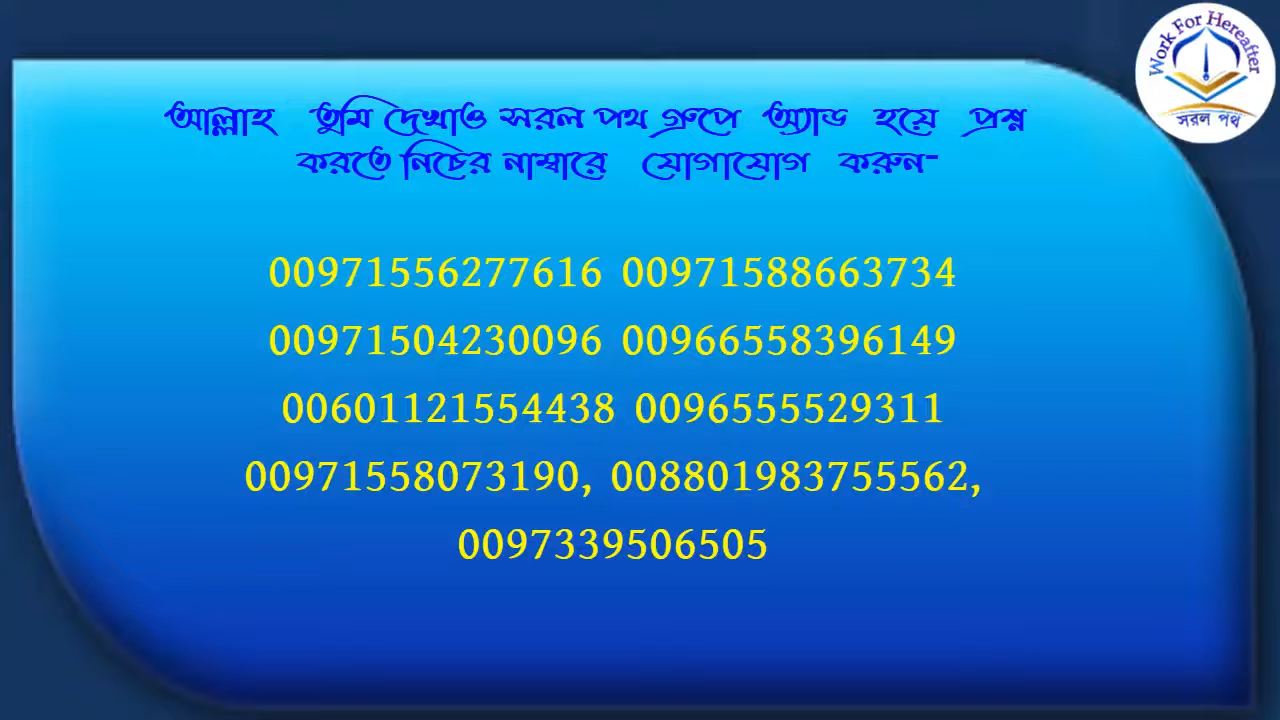 Work For Hereafter
সরল পথ
আল্লাহ তুমি দেখাও সরল পথ গ্রুপে অ্যাড হয়ে প্রশ্ন
করতে নিচের নাম্বারে যোগাযোগ করুন-
00971556277616 00971588663734
00971504230096 00966558396149
00601121554438 0096555529311
00971558073190, 008801983755562,
0097339506505